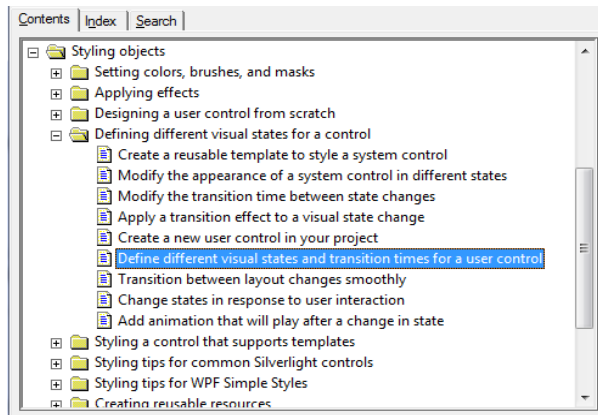 Contents Index Search
Styling objects
Setting colors, brushes, and masks
Applying effects
Designing a user control from scratch
Defining different visual states for a control
Create a reusable template to style a system control
Modify the appearance of a system control in different states
Modify the transition time between state changes
Apply a transition effect to a visual state change
Create a new user control in your project
Define different visual states and transition times for a user control
Transition between layout changes smoothly
Change states in response to user interaction
Add animation that will play after a change in state
Styling a control that supports templates
Styling tips for common Silverlight controls
Styling tips for WPF Simple Styles
Creating reusable resources